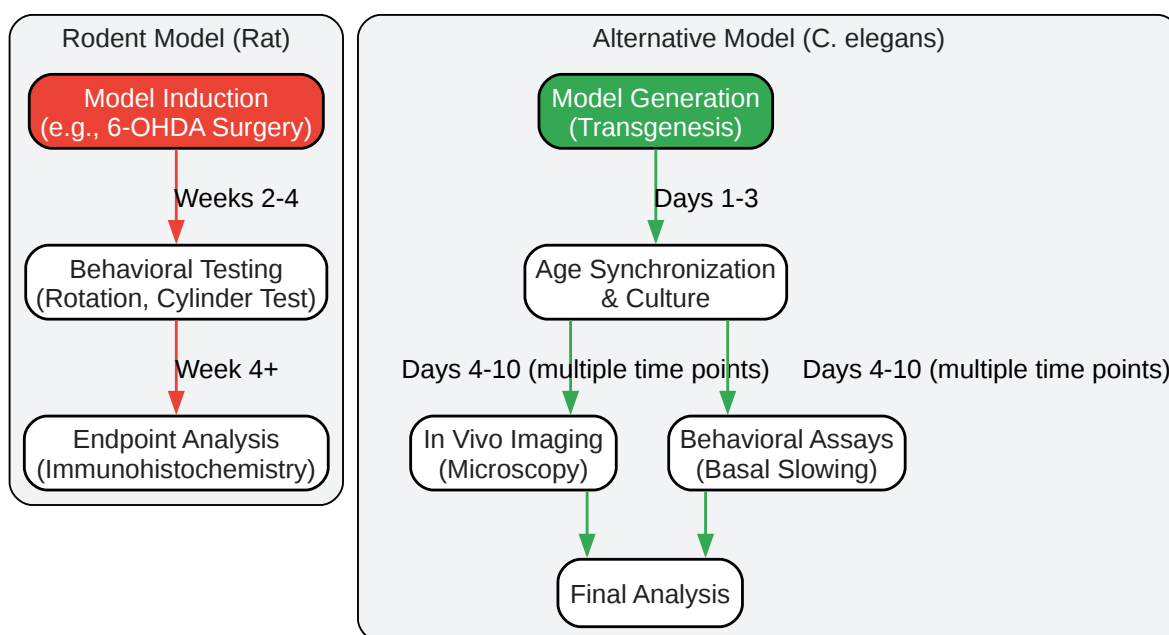 Rodent Model (Rat)
Model Induction
(e.g., 6-OHDA Surgery)
Weeks 2-4
Behavioral Testing
(Rotation, Cylinder Test)
Week 4+
Endpoint Analysis
(Immunohistochemistry)
Alternative Model (C. elegans)
Model Generation
(Transgenesis)
Days 1-3
Age Synchronization
& Culture
Days 4-10 (multiple time points)
Days 4-10 (multiple time points)
In Vivo Imaging
(Microscopy)
Behavioral Assays
(Basal Slowing)
Final Analysis